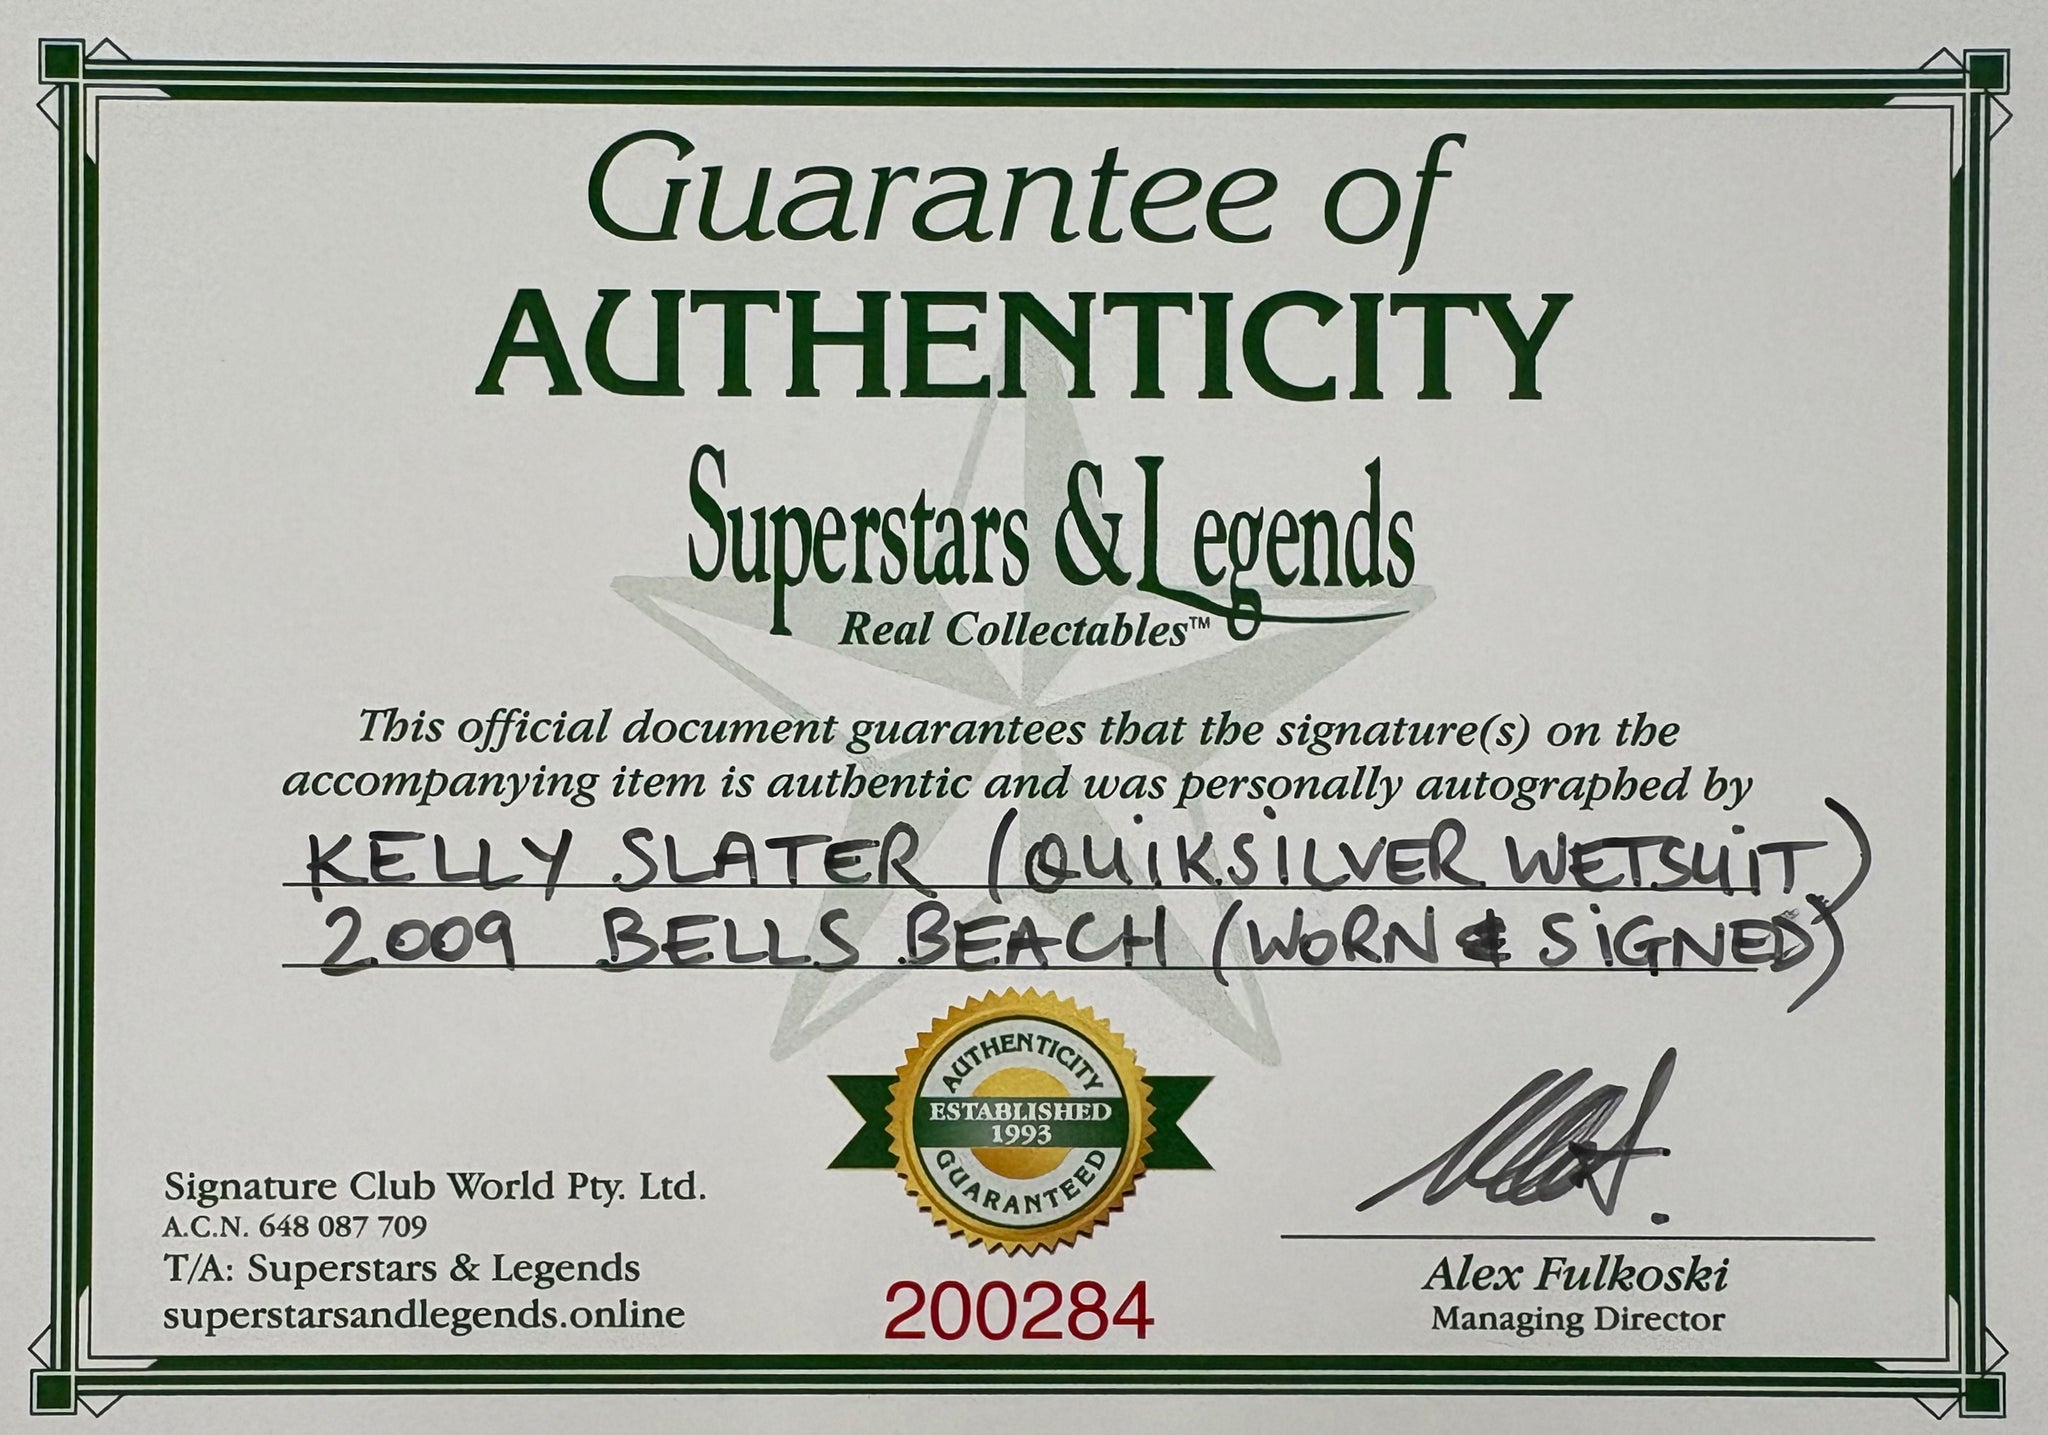 Guarantee of
AUTHENTICITY
Superstars & Legends
Real Collectables™
This official document guarantees that the signature(s) on the
accompanying item is authentic and was personally autographed by
KELLY SLATER (QUiKSiLVER WETSUiT)
2009 BELLS BEACH (WORN & SiGNED)
AUTHENTICITY
ESTABLISHED
1993
GUARANTEED
Signature Club World Pty. Ltd.
A.C.N. 648 087 709
T/A: Superstars & Legends
superstarsandlegends.online
200284
Alex Fulkoski
Managing Director